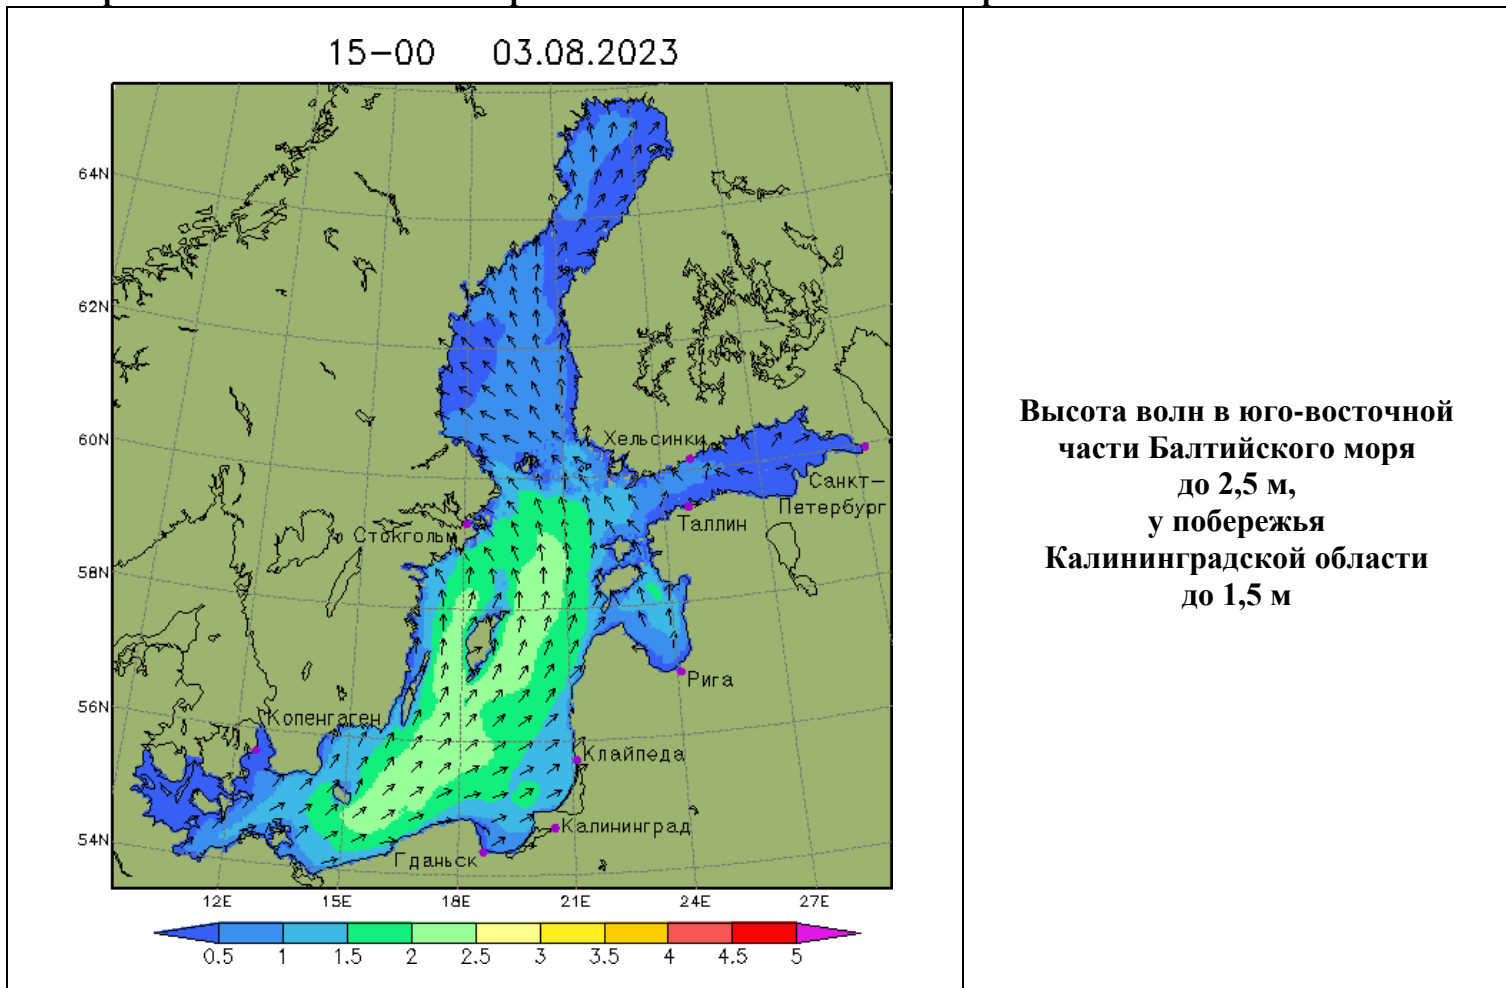 15-00 03.08.2023
64N
62N
60N
58N
56N
54N
Хельсинки
Санкт-
Петербург
Таллин
Стокгольм
Рига
Копенгаген
Клайпеда
Калининград
Гданьск
12E 15E 18E 21E 24E 27E
0.5 1 1.5 2 2.5 3 3.5 4 4.5 5
Высота волн в юго-восточной
части Балтийского моря
до 2,5 м,
у побережья
Калининградской области
до 1,5 м